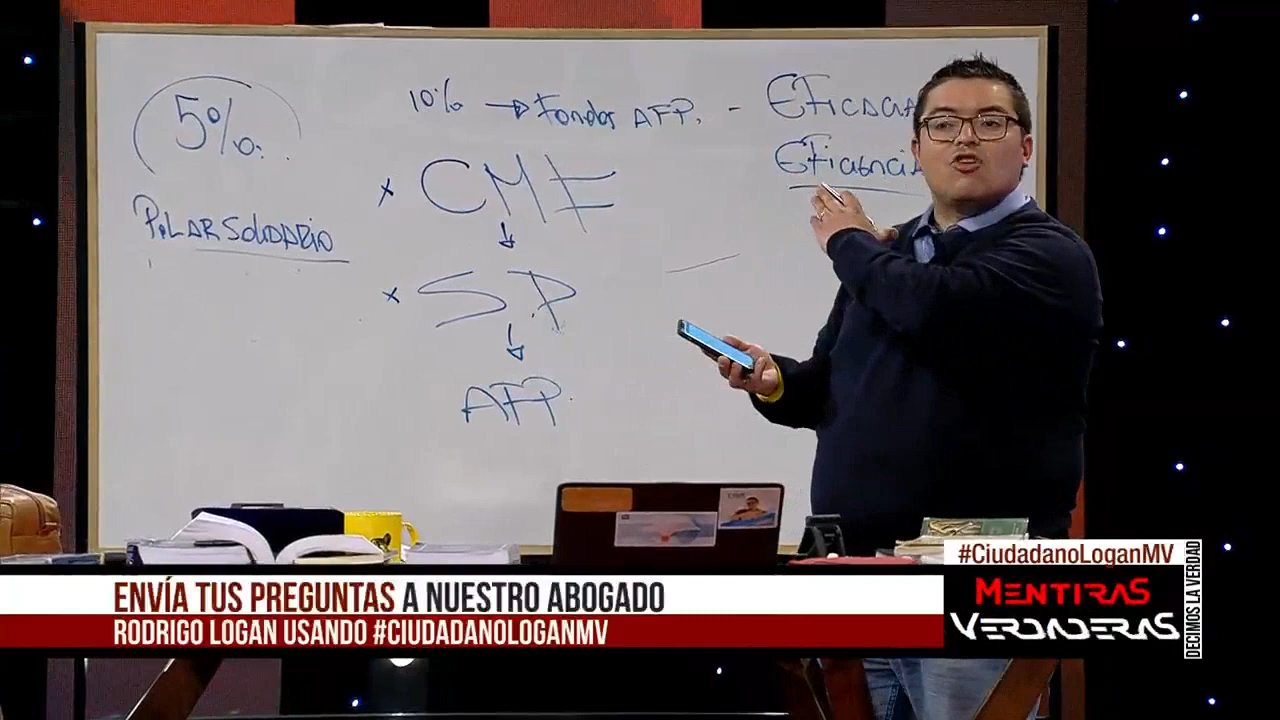 5%.
PILAR SOLIDARIO
10% → Fondos AFP. - EFICACIA
EFICIENCIA
x CMF
x SP
AFP.
#CiudadanoLoganMV
ENVÍA TUS PREGUNTAS A NUESTRO ABOGADO
RODRIGO LOGAN USANDO #CIUDADANOLOGANMV
MENTIRAS
VERDADERAS
DECIMOS LA VERDAD